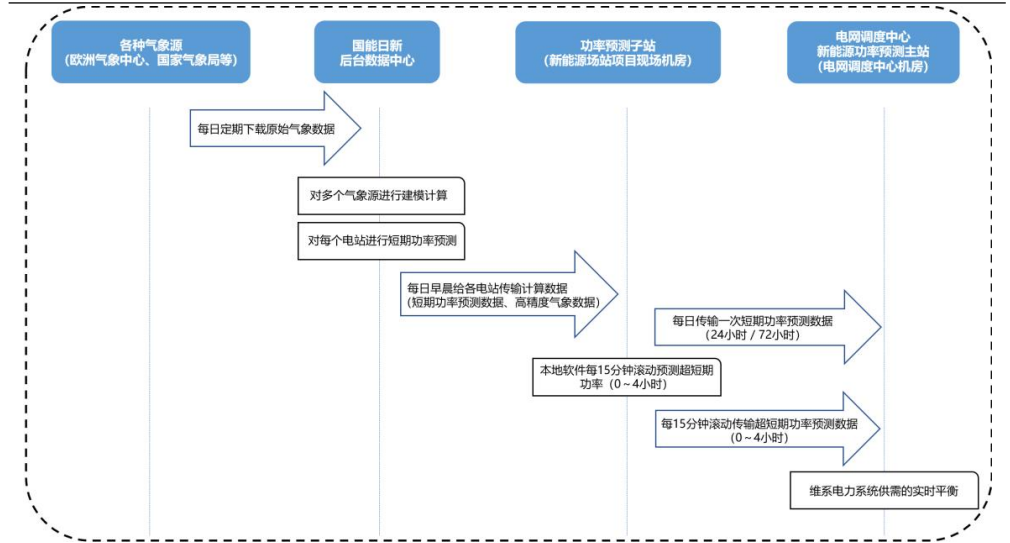 各种气象源
(欧洲气象中心、国家气象局等)
国能日新
后台数据中心
功率预测子站
(新能源场站项目现场机房)
电网调度中心
新能源功率预测主站
(电网调度中心机房)
每日定期下载原始气象数据
对多个气象源进行建模计算
对每个电站进行短期功率预测
每日早晨给各电站传输计算数据
(短期功率预测数据、高精度气象数据)
每日传输一次短期功率预测数据
(24小时 / 72小时)
本地软件每15分钟滚动预测超短期
功率（0～4小时）
每15分钟滚动传输超短期功率预测数据
(0～4小时)
维系电力系统供需的实时平衡